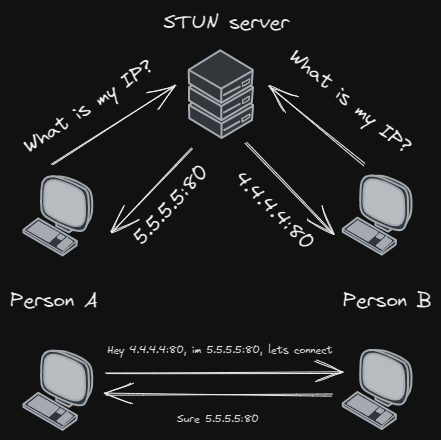 STUN server
What is my IP?
What is my IP?
5.5.5.5:80
4.4.4.4:80
Person A
Person B
Hey 4.4.4.4:80, im 5.5.5.5:80, lets connect
Sure 5.5.5.5:80